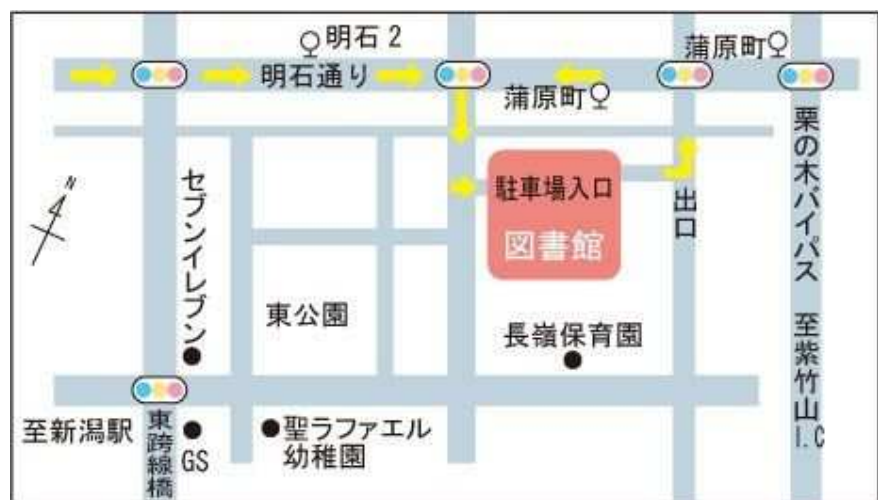 明石2
蒲原町
明石通り
蒲原町
N
セブンイレブン
駐車場入口
図書館
出口
栗の木バイパス 至紫竹山I.C
東公園
長嶺保育園
至新潟駅
東跨線橋
GS
聖ラファエル
幼稚園